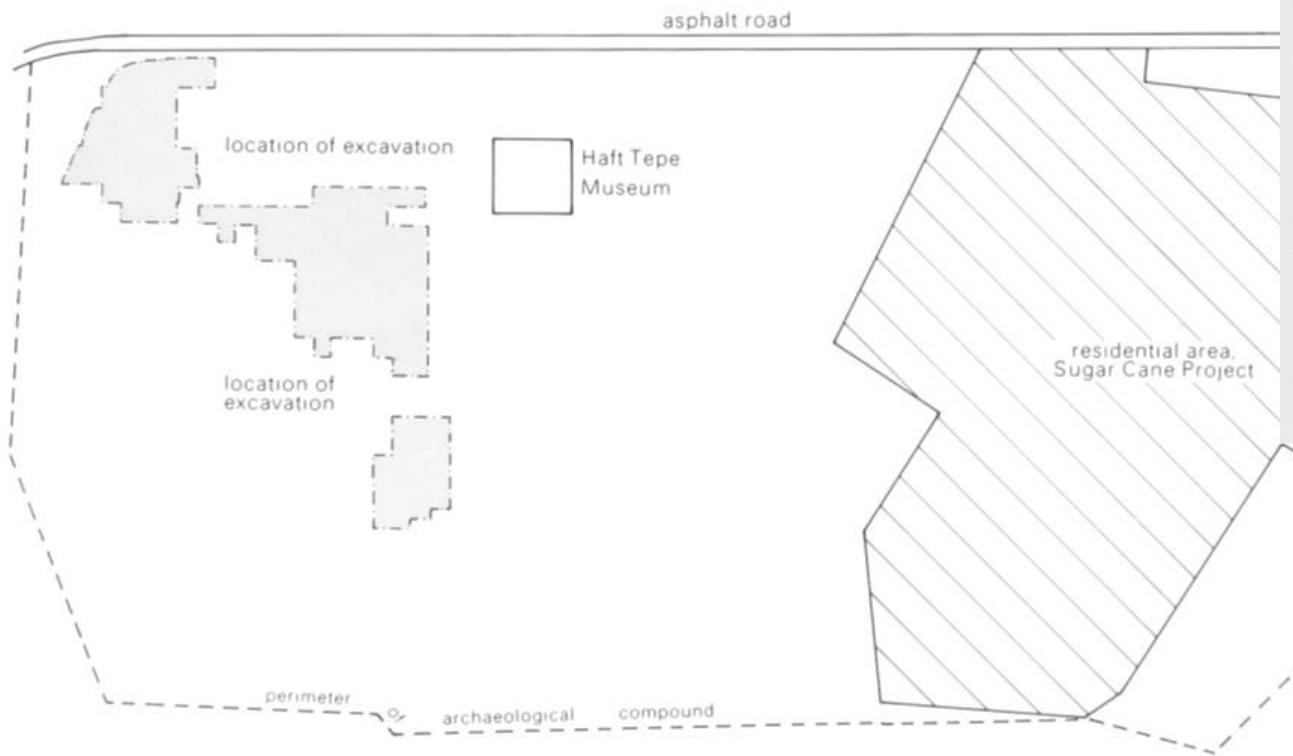 asphalt road
location of excavation
Haft Tepe
Museum
residential area,
Sugar Cane Project
location of
excavation
perimeter of archaeological compound